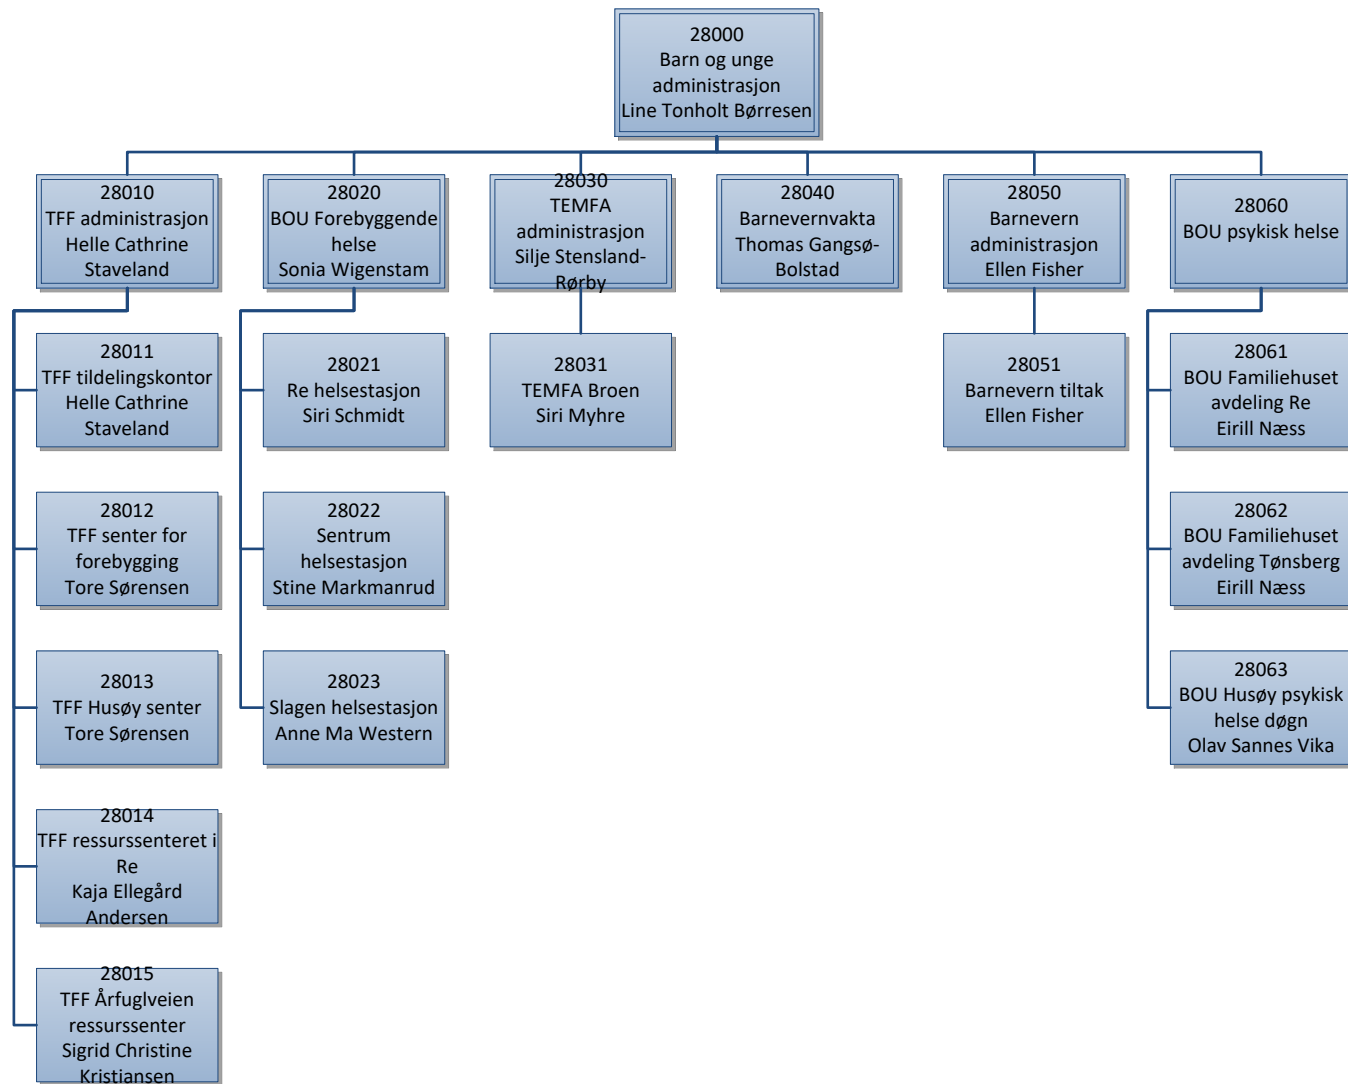 28000
Barn og unge
administrasjon
Line Tonholt Børresen
28010
TFF administrasjon
Helle Cathrine
Staveland
28020
BOU Forebyggende
helse
Sonia Wigenstam
28030
TEMFA
administrasjon
Silje Stensland-
Rørby
28040
Barnevernvakta
Thomas Gangsø-
Bolstad
28050
Barnevern
administrasjon
Ellen Fisher
28060
BOU psykisk helse
28011
TFF tildelingskontor
Helle Cathrine
Staveland
28021
Re helsestasjon
Siri Schmidt
28031
TEMFA Broen
Siri Myhre
28051
Barnevern tiltak
Ellen Fisher
28061
BOU Familiehuset
avdeling Re
Eirill Næss
28012
TFF senter for
forebygging
Tore Sørensen
28022
Sentrum
helsestasjon
Stine Markmanrud
28062
BOU Familiehuset
avdeling Tønsberg
Eirill Næss
28013
TFF Husøy senter
Tore Sørensen
28023
Slagen helsestasjon
Anne Ma Western
28063
BOU Husøy psykisk
helse døgn
Olav Sannes Vika
28014
TFF ressurssenteret i
Re
Kaja Ellegård
Andersen
28015
TFF Årfuglveien
ressurssenter
Sigrid Christine
Kristiansen